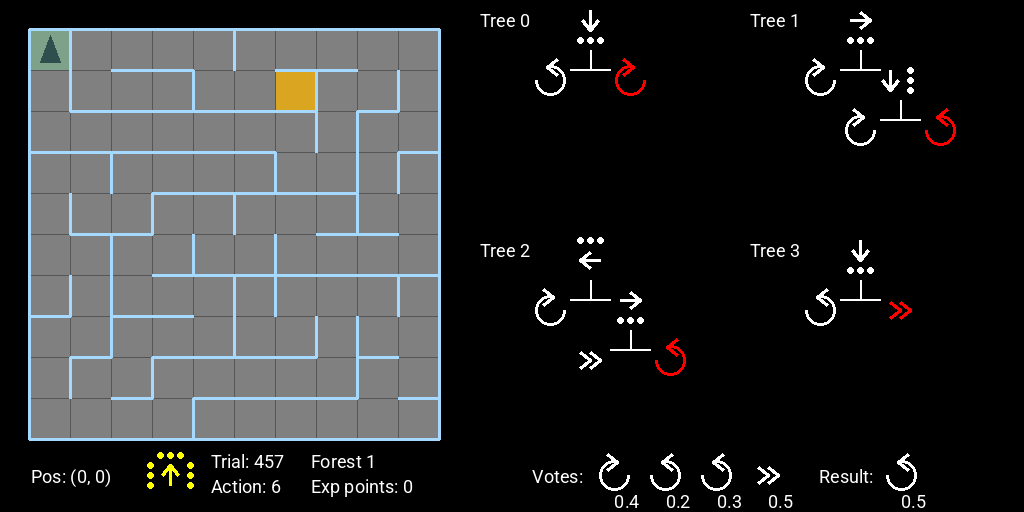 Tree 0
Tree 1
Tree 2
Tree 3
Pos: (0, 0)
Trial: 457
Forest 1
Action: 6
Exp points: 0
Votes:
0.4
0.2
0.3
0.5
Result:
0.5